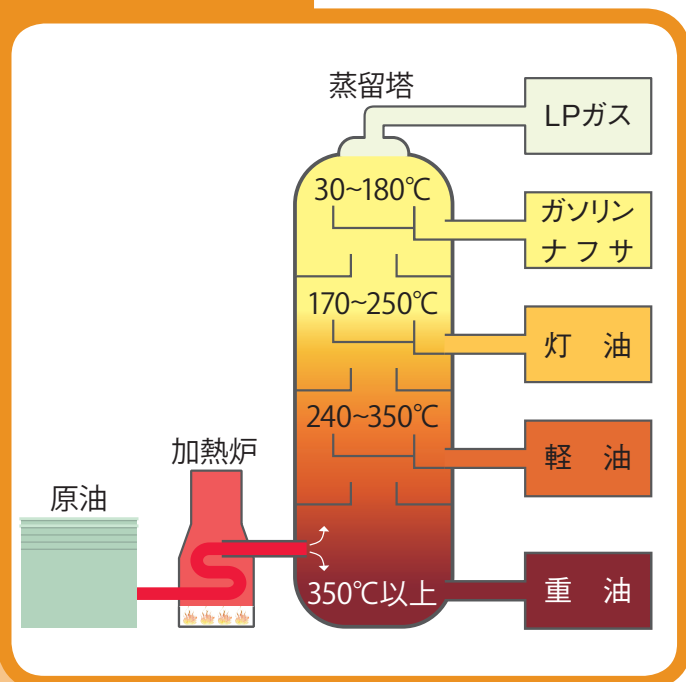 蒸留塔
LPガス
30~180℃
ガソリン
ナフサ
170~250℃
灯 油
240~350℃
軽 油
加熱炉
原油
350℃以上
重 油